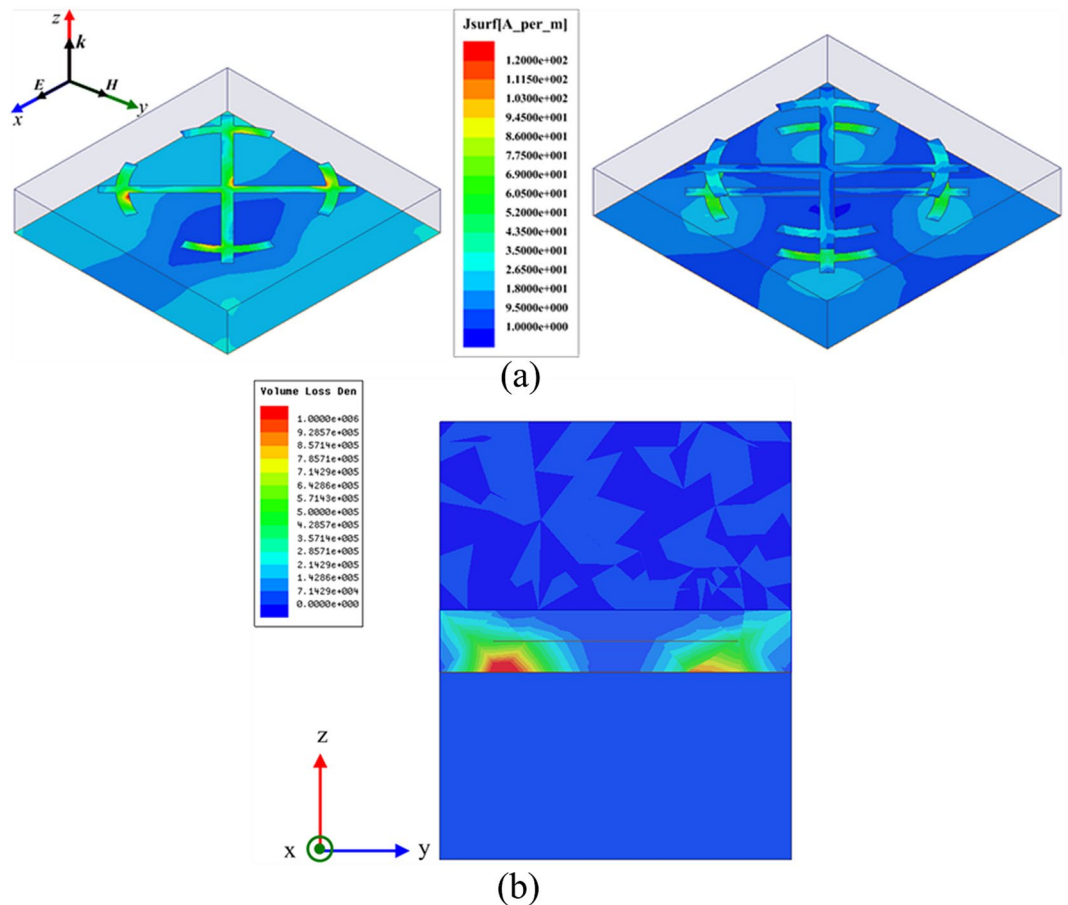 z
k
E
H
x
y
Jsurf[A_per_m]
1.2000e+002
1.1150e+002
1.0300e+002
9.4500e+001
8.6000e+001
7.7500e+001
6.9000e+001
6.0500e+001
5.2000e+001
4.3500e+001
3.5000e+001
2.6500e+001
1.8000e+001
9.5000e+000
1.0000e+000
(a)
Volume Loss Den
1.0000e+006
9.2857e+005
8.5714e+005
7.8571e+005
7.1429e+005
6.4286e+005
5.7143e+005
5.0000e+005
4.2857e+005
3.5714e+005
2.8571e+005
2.1429e+005
1.4286e+005
7.1429e+004
0.0000e+000
z
x
y
(b)